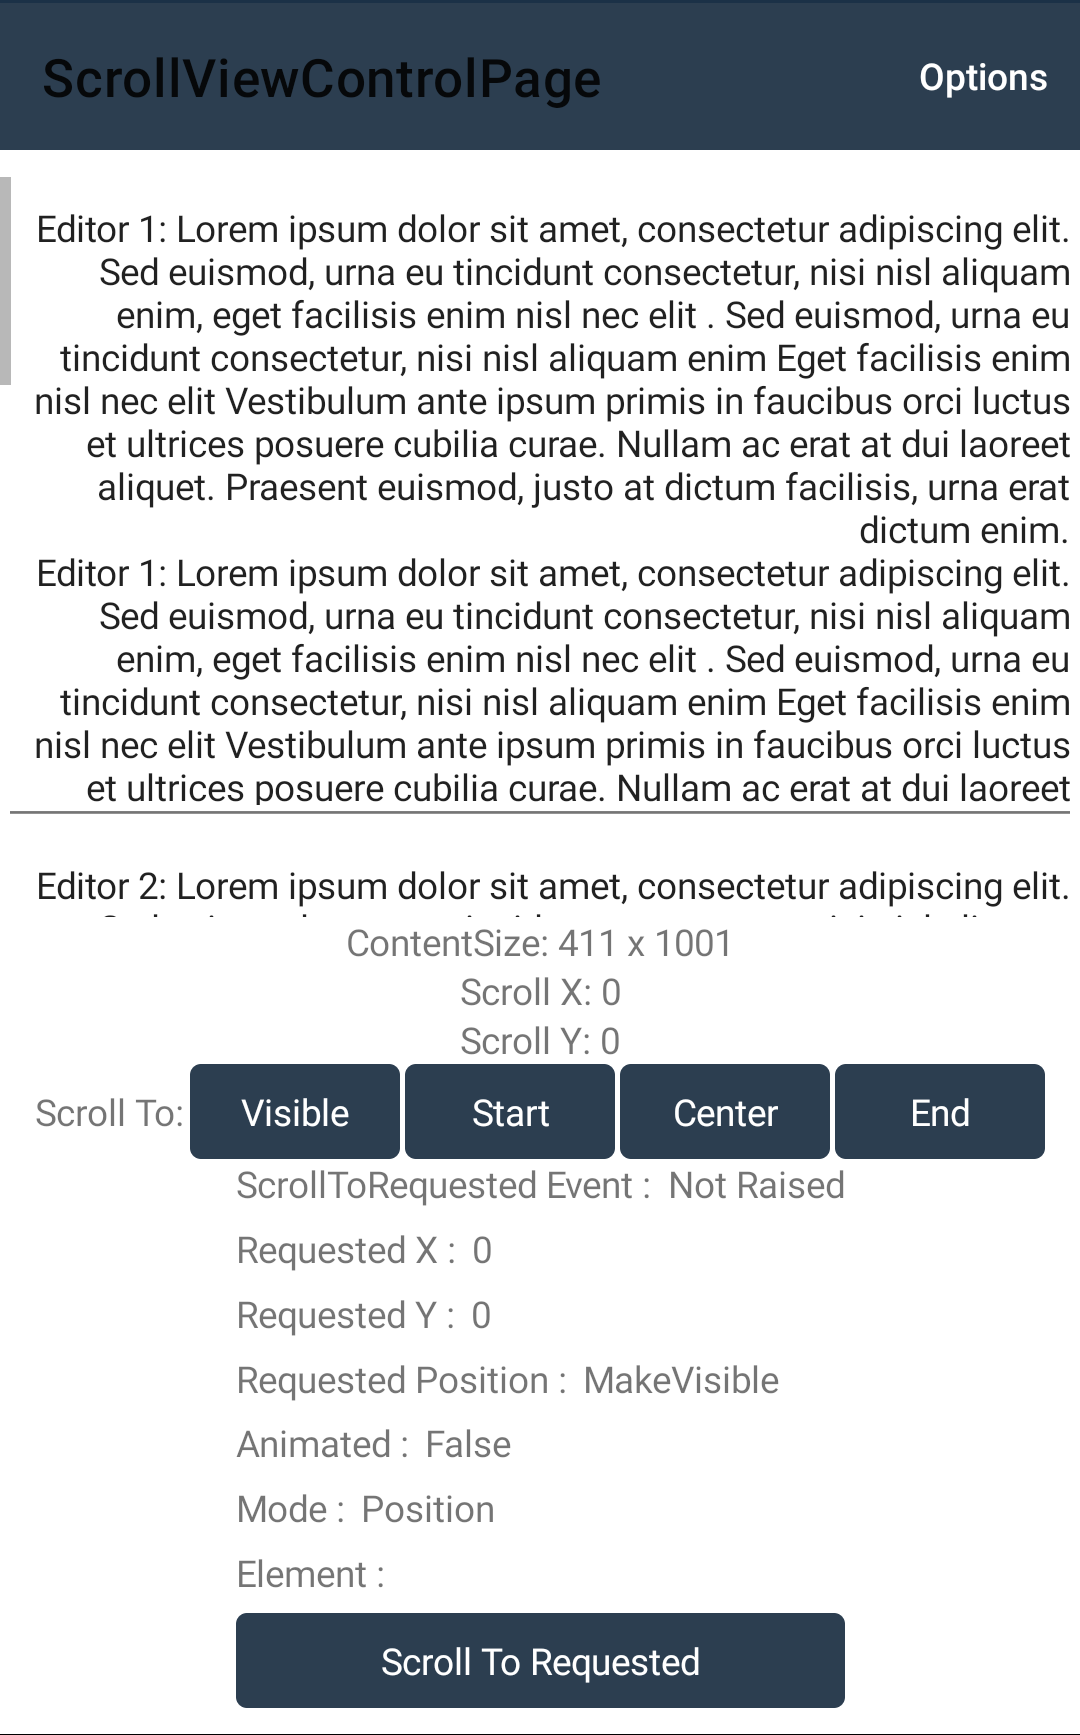 ScrollViewControlPage
Options
Editor 1: Lorem ipsum dolor sit amet, consectetur adipiscing elit.
Sed euismod, urna eu tincidunt consectetur, nisi nisl aliquam
enim, eget facilisis enim nisl nec elit . Sed euismod, urna eu
tincidunt consectetur, nisi nisl aliquam enim Eget facilisis enim
nisl nec elit Vestibulum ante ipsum primis in faucibus orci luctus
et ultrices posuere cubilia curae. Nullam ac erat at dui laoreet
aliquet. Praesent euismod, justo at dictum facilisis, urna erat
dictum enim.
Editor 1: Lorem ipsum dolor sit amet, consectetur adipiscing elit.
Sed euismod, urna eu tincidunt consectetur, nisi nisl aliquam
enim, eget facilisis enim nisl nec elit . Sed euismod, urna eu
tincidunt consectetur, nisi nisl aliquam enim Eget facilisis enim
nisl nec elit Vestibulum ante ipsum primis in faucibus orci luctus
et ultrices posuere cubilia curae. Nullam ac erat at dui laoreet
Editor 2: Lorem ipsum dolor sit amet, consectetur adipiscing elit.
ContentSize: 411 x 1001
Scroll X: 0
Scroll Y: 0
Scroll To: Visible Start Center End
ScrollToRequested Event : Not Raised
Requested X : 0
Requested Y : 0
Requested Position : MakeVisible
Animated : False
Mode : Position
Element :
Scroll To Requested